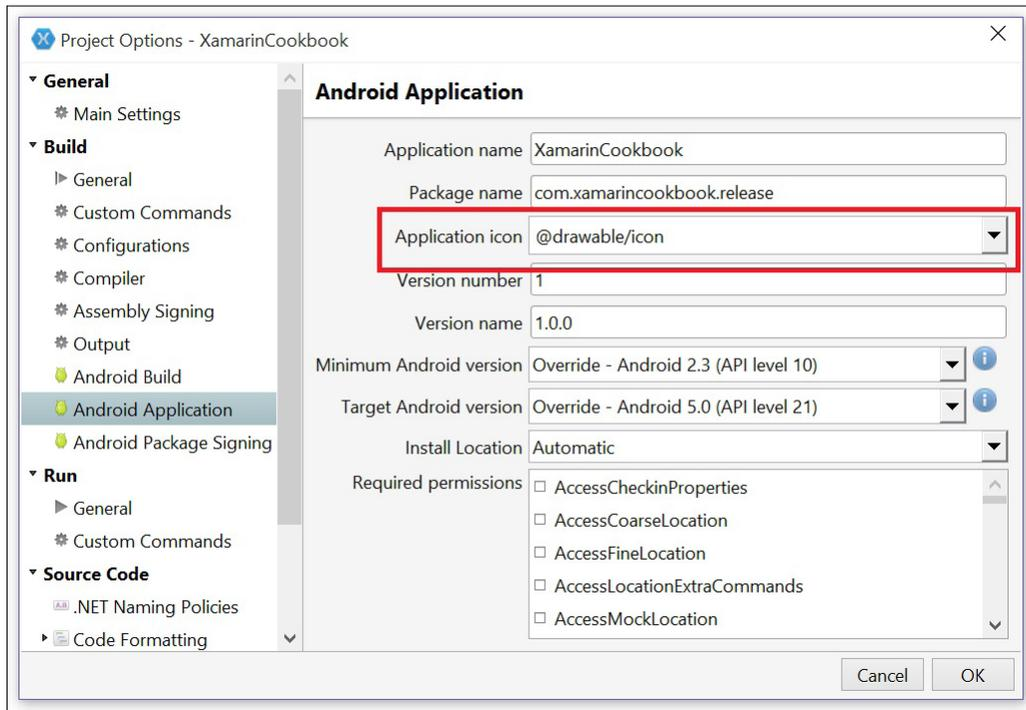 Project Options - XamarinCookbook
General
Main Settings
Build
General
Custom Commands
Configurations
Compiler
Assembly Signing
Output
Android Build
Android Application
Android Package Signing
Run
General
Custom Commands
Source Code
.NET Naming Policies
Code Formatting
Android Application
Application name XamarinCookbook
Package name com.xamarincookbook.release
Application icon @drawable/icon
Version number 1
Version name 1.0.0
Minimum Android version Override - Android 2.3 (API level 10)
Target Android version Override - Android 5.0 (API level 21)
Install Location Automatic
Required permissions AccessCheckinProperties
AccessCoarseLocation
AccessFineLocation
AccessLocationExtraCommands
AccessMockLocation
Cancel OK